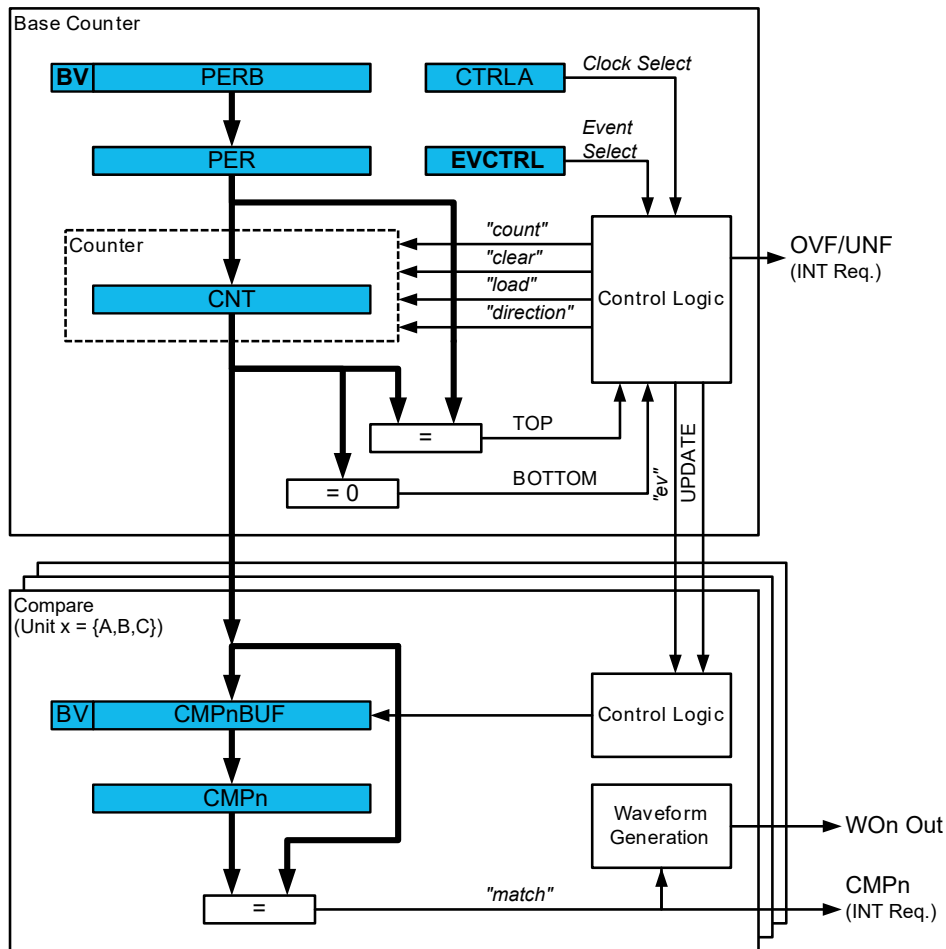 Base Counter
BV
PERB
CTRLA
Clock Select
PER
EVCTRL
Event
Select
Counter
CNT
"count"
"clear"
"load"
"direction"
Control Logic
OVF/UNF
(INT Req.)
=
TOP
= 0
BOTTOM
"ev"
UPDATE
Compare
(Unit x = {A,B,C})
BV
CMPnBUF
Control Logic
CMPn
Waveform
Generation
WOn Out
=
"match"
CMPn
(INT Req.)